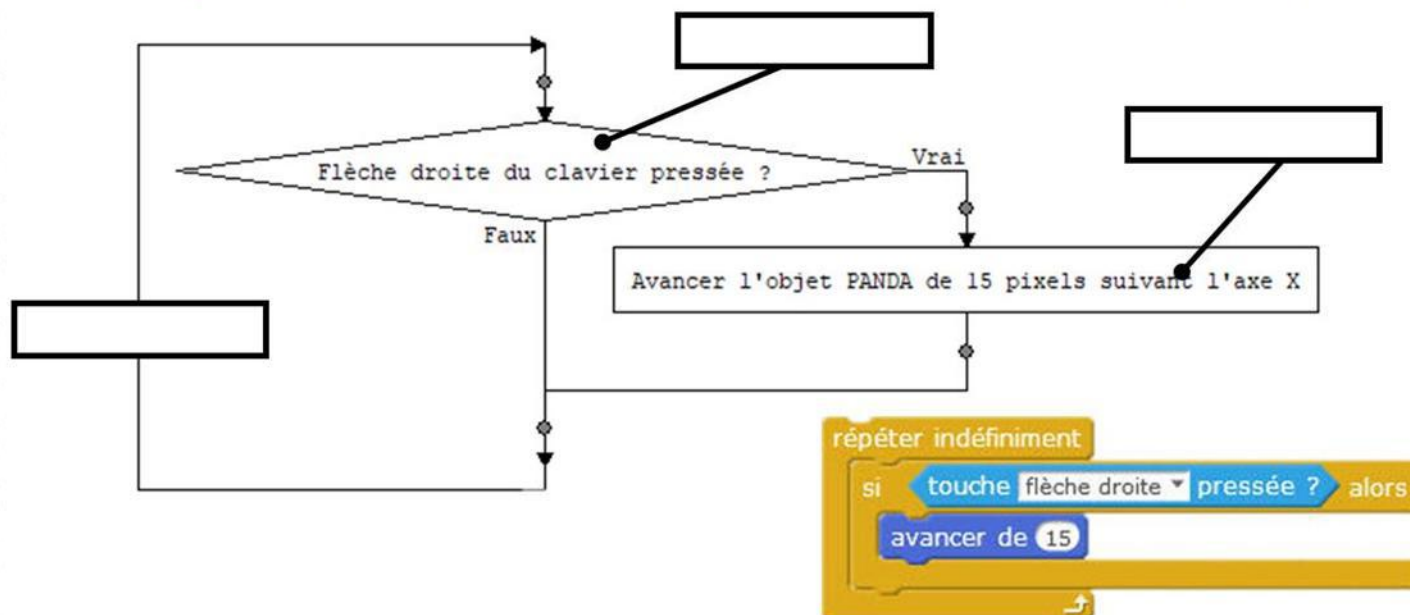 Flèche droite du clavier pressée ?
Vrai
Faux
Avancer l'objet PANDA de 15 pixels suivant l'axe X
répéter indéfiniment
si touche flèche droite pressée ? alors
avancer de 15